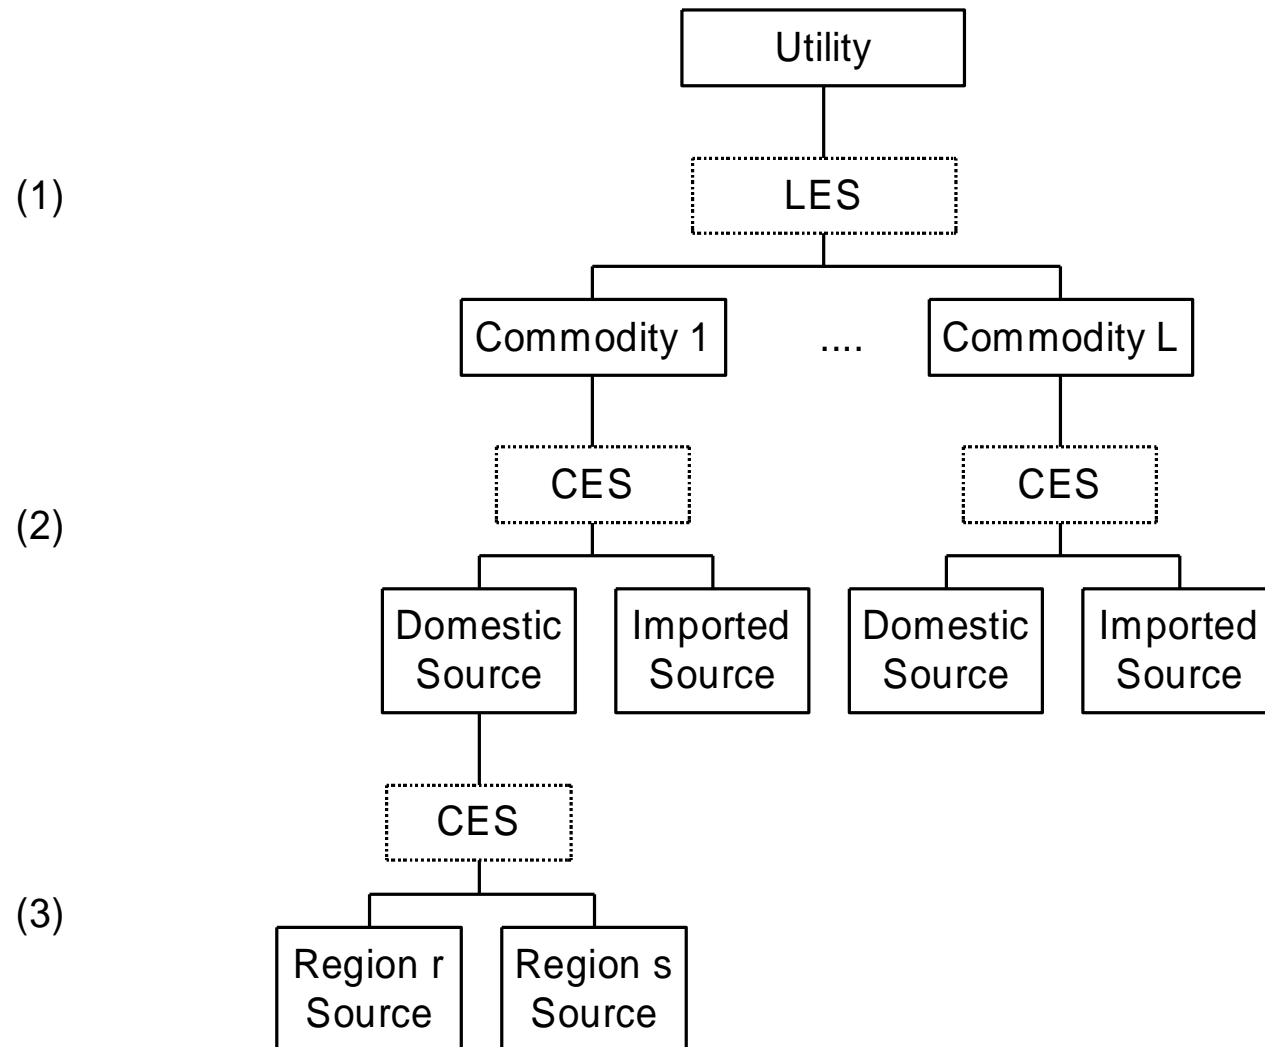 Utility
(1)
LES
Commodity 1
....
Commodity L
CES
CES
(2)
Domestic
Source
Imported
Source
Domestic
Source
Imported
Source
CES
(3)
Region r
Source
Region s
Source